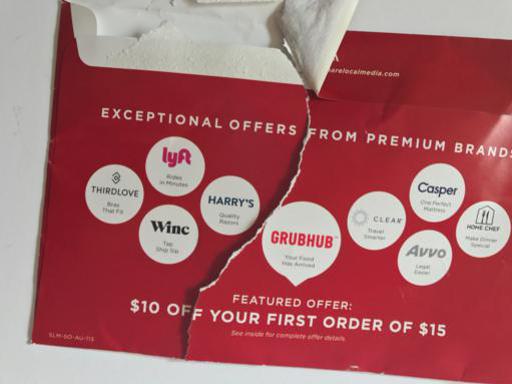 arelocalmedia.com
EXCEPTIONAL OFFERS FROM PREMIUM BRANDS
lyft
Rides
in Minutes
THIRDLOVE
Bras
That Fit
HARRY'S
Quality
Razors
Winc
Tap
Ship Sip
GRUBHUB
Your Food
Has Arrived
CLEAR
Travel
Smarter
Casper
One Perfect
Mattress
HOME CHEF
Make Dinner
Special
Avvo
Legal
Easier
FEATURED OFFER:
$10 OFF YOUR FIRST ORDER OF $15
See inside for complete offer details.
SLM-60-AU-115